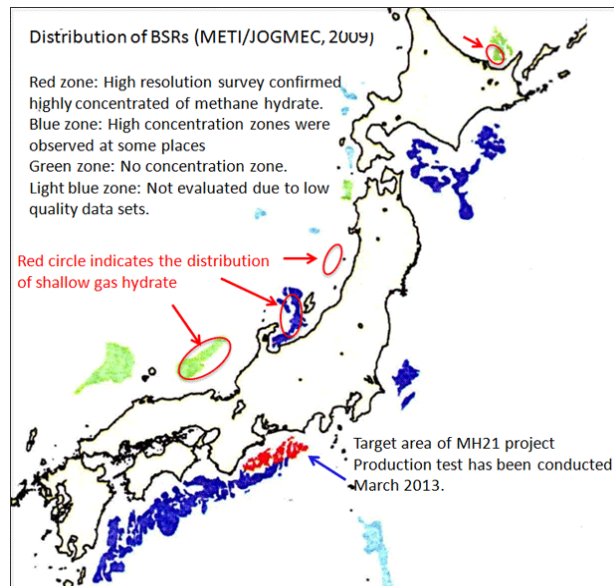 Distribution of BSRs (METI/JOGMEC, 2009)
Red zone: High resolution survey confirmed
highly concentrated of methane hydrate.
Blue zone: High concentration zones were
observed at some places
Green zone: No concentration zone.
Light blue zone: Not evaluated due to low
quality data sets.
Red circle indicates the distribution
of shallow gas hydrate
Target area of MH21 project
Production test has been conducted
March 2013.